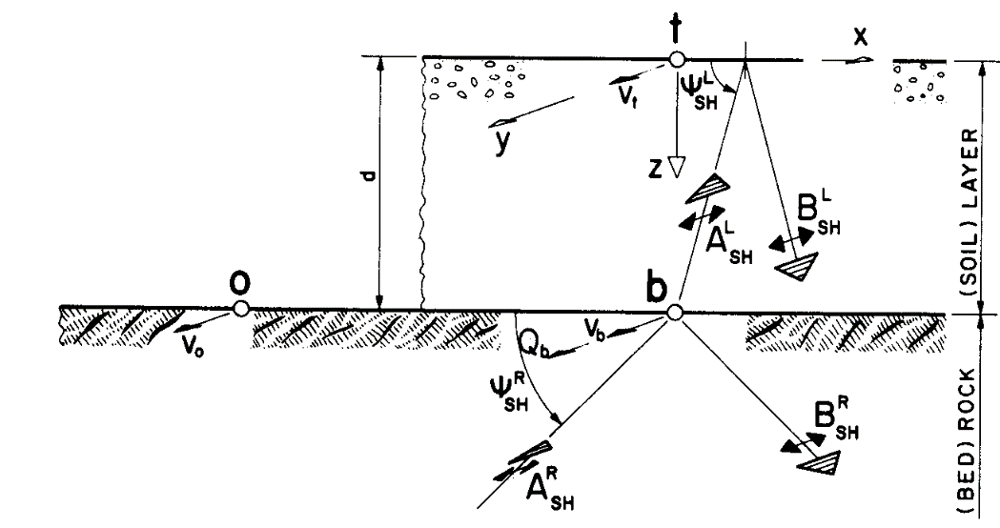 t
x
v_t
Ψ^L_SH
y
z
d
A^L_SH
B^L_SH
(SOIL) LAYER
o
b
v_o
v_b
Q_b
Ψ^R_SH
A^R_SH
B^R_SH
(BED) ROCK